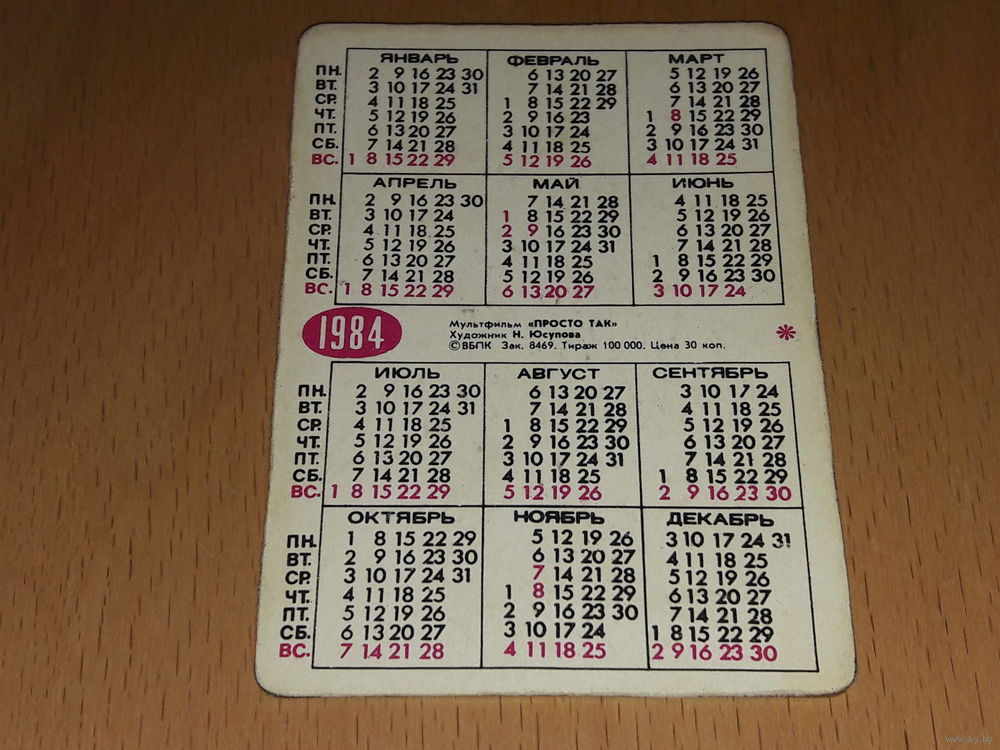 ЯНВАРЬ ФЕВРАЛЬ МАРТ
ПН. 2 9 16 23 30 6 13 20 27 5 12 19 26
ВТ. 3 10 17 24 31 7 14 21 28 6 13 20 27
СР. 4 11 18 25 1 8 15 22 29 7 14 21 28
ЧТ. 5 12 19 26 2 9 16 23 1 8 15 22 29
ПТ. 6 13 20 27 3 10 17 24 2 9 16 23 30
СБ. 7 14 21 28 4 11 18 25 3 10 17 24 31
ВС. 1 8 15 22 29 5 12 19 26 4 11 18 25
АПРЕЛЬ МАЙ ИЮНЬ
ПН. 2 9 16 23 30 7 14 21 28 4 11 18 25
ВТ. 3 10 17 24 1 8 15 22 29 5 12 19 26
СР. 4 11 18 25 2 9 16 23 30 6 13 20 27
ЧТ. 5 12 19 26 3 10 17 24 31 7 14 21 28
ПТ. 6 13 20 27 4 11 18 25 1 8 15 22 29
СБ. 7 14 21 28 5 12 19 26 2 9 16 23 30
ВС. 1 8 15 22 29 6 13 20 27 3 10 17 24
1984
Мультфильм «ПРОСТО ТАК»
Художник Н. Юсупова
©ВБПК Зак. 8469. Тираж 100 000. Цена 30 коп.
ИЮЛЬ АВГУСТ СЕНТЯБРЬ
ПН. 2 9 16 23 30 6 13 20 27 3 10 17 24
ВТ. 3 10 17 24 31 7 14 21 28 4 11 18 25
СР. 4 11 18 25 1 8 15 22 29 5 12 19 26
ЧТ. 5 12 19 26 2 9 16 23 30 6 13 20 27
ПТ. 6 13 20 27 3 10 17 24 31 7 14 21 28
СБ. 7 14 21 28 4 11 18 25 1 8 15 22 29
ВС. 1 8 15 22 29 5 12 19 26 2 9 16 23 30
ОКТЯБРЬ НОЯБРЬ ДЕКАБРЬ
ПН. 1 8 15 22 29 5 12 19 26 3 10 17 24 31
ВТ. 2 9 16 23 30 6 13 20 27 4 11 18 25
СР. 3 10 17 24 31 7 14 21 28 5 12 19 26
ЧТ. 4 11 18 25 1 8 15 22 29 6 13 20 27
ПТ. 5 12 19 26 2 9 16 23 30 7 14 21 28
СБ. 6 13 20 27 3 10 17 24 1 8 15 22 29
ВС. 7 14 21 28 4 11 18 25 2 9 16 23 30
www.ay.by